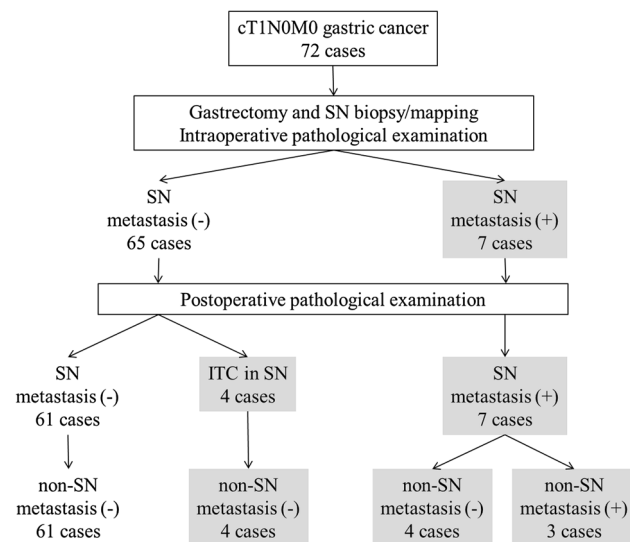 cT1N0M0 gastric cancer
72 cases
Gastrectomy and SN biopsy/mapping
Intraoperative pathological examination
SN
metastasis (-)
65 cases
SN
metastasis (+)
7 cases
Postoperative pathological examination
SN
metastasis (-)
61 cases
ITC in SN
4 cases
SN
metastasis (+)
7 cases
non-SN
metastasis (-)
61 cases
non-SN
metastasis (-)
4 cases
non-SN
metastasis (-)
4 cases
non-SN
metastasis (+)
3 cases